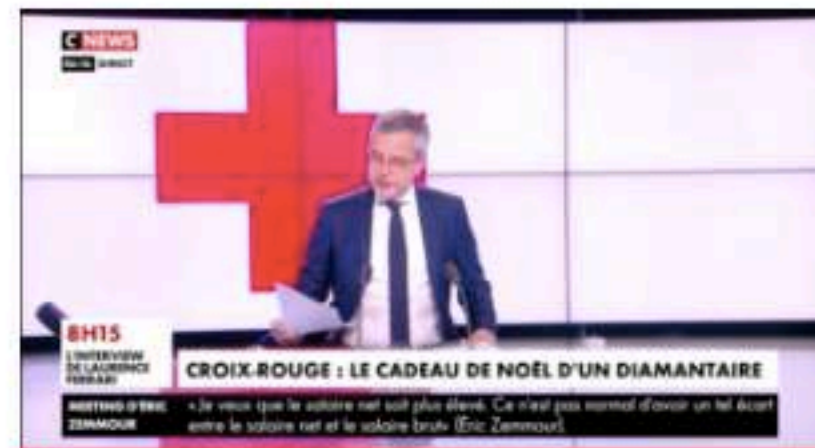 C NEWS
DIRECT
8H15
L'INTERVIEW
DE LAURENCE
FERRARI
CROIX-ROUGE : LE CADEAU DE NOËL D'UN DIAMANTAIRE
MEETING D'ÉRIC
ZEMMOUR
«Je veux que le salaire net soit plus élevé. Ce n'est pas normal d'avoir un tel écart
entre le salaire net et le salaire brut» (Éric Zemmour).